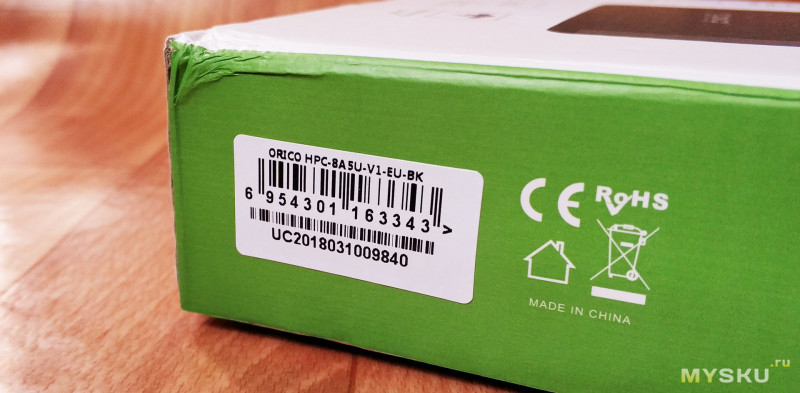 ORICO HPC-8A5U-V1-EU-BK
6 954301 163343 >
UC2018031009840
CE RoHS
MADE IN CHINA
MYSKU.ru